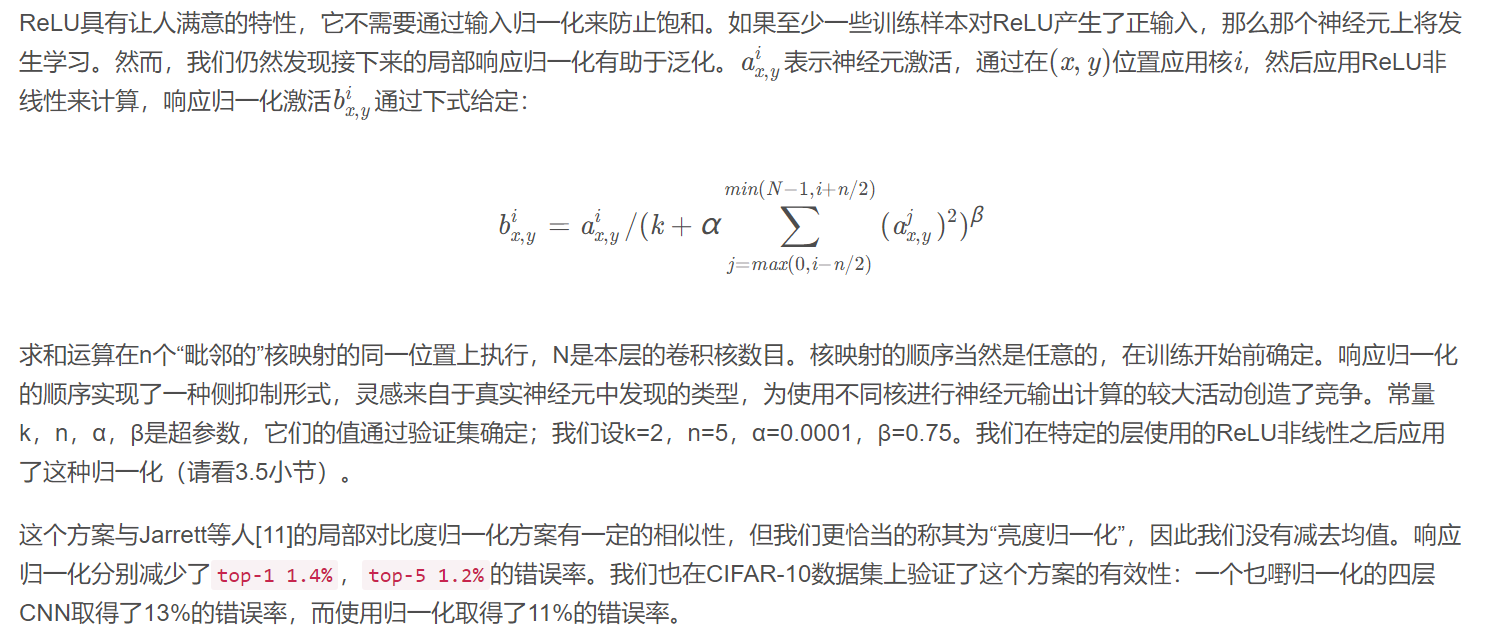 ReLU具有让人满意的特性，它不需要通过输入归一化来防止饱和。如果至少一些训练样本对ReLU产生了正输入，那么那个神经元上将发
生学习。然而，我们仍然发现接下来的局部响应归一化有助于泛化。$a^i_{x,y}$表示神经元激活，通过在$(x, y)$位置应用核$i$，然后应用ReLU非
线性来计算，响应归一化激活$b^i_{x,y}$通过下式给定：
$b^i_{x,y} = a^i_{x,y}/(k + α \sum_{j=max(0,i-n/2)}^{min(N-1,i+n/2)} (a^j_{x,y})^2)^β$
求和运算在n个“毗邻的”核映射的同一位置上执行，N是本层的卷积核数目。核映射的顺序当然是任意的，在训练开始前确定。响应归一化
的顺序实现了一种侧抑制形式，灵感来自于真实神经元中发现的类型，为使用不同核进行神经元输出计算的较大活动创造了竞争。常量
k，n，α，β是超参数，它们的值通过验证集确定；我们设k=2，n=5，α=0.0001，β=0.75。我们在特定的层使用的ReLU非线性之后应用
了这种归一化（请看3.5小节）。
这个方案与Jarrett等人[11]的局部对比度归一化方案有一定的相似性，但我们更恰当的称其为“亮度归一化”，因此我们没有减去均值。响应
归一化分别减少了top-1 1.4%，top-5 1.2%的错误率。我们也在CIFAR-10数据集上验证了这个方案的有效性：一个乜嘢归一化的四层
CNN取得了13%的错误率，而使用归一化取得了11%的错误率。